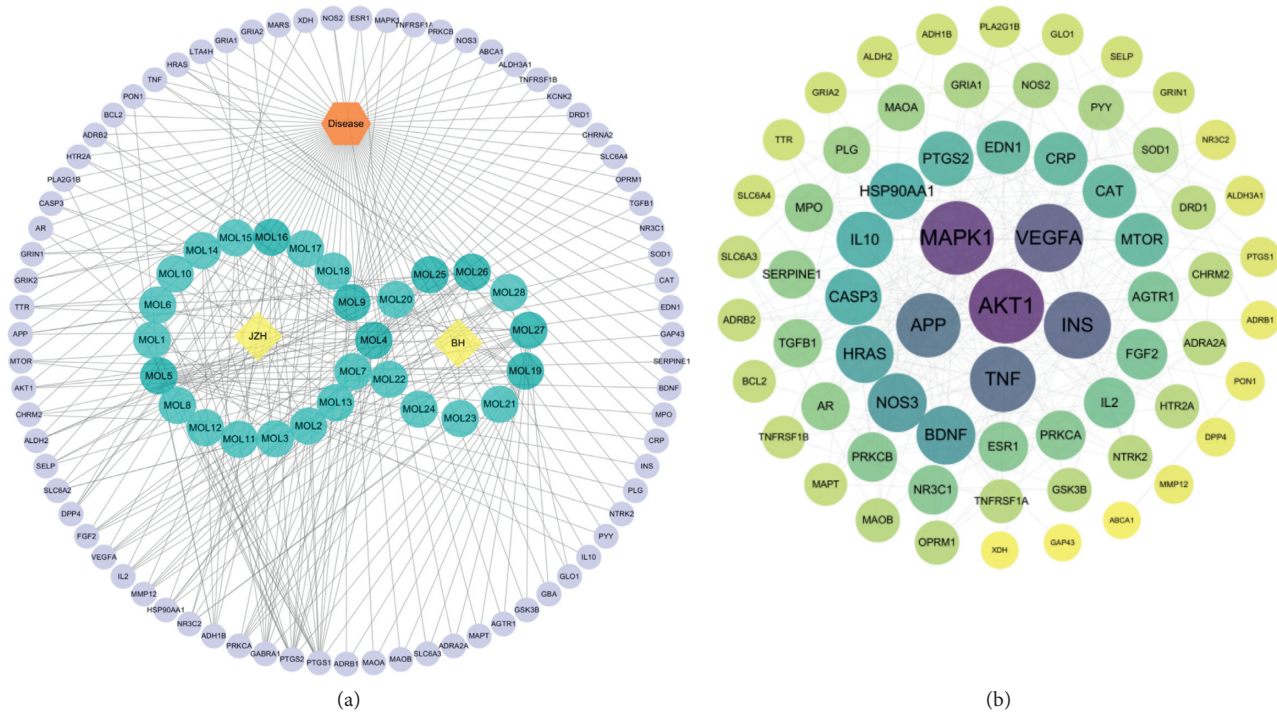 NOS2
ESR1
MAPK1
TNFRSF1A
PRKCB
NOS3
ABCA1
ALDH3A1
TNFRSF1B
KCNK2
DRD1
CHRNA2
SLC6A4
OPRM1
TGFB1
NR3C1
SOD1
CAT
EDN1
GAP43
SERPINE1
BDNF
MPO
CRP
INS
PLG
NTRK2
PYY
IL10
GLO1
GBA
GSK3B
AGTR1
MAPT
ADRA2A
SLC6A3
MAOB
MAOA
ADRB1
PTGS1
PTGS2
GABRA1
PRKCA
ADH1B
NR3C2
HSP90AA1
MMP12
IL2
VEGFA
FGF2
DPP4
SLC6A2
SELP
ALDH2
CHRM2
AKT1
MTOR
APP
TTR
GRIK2
GRIN1
AR
CASP3
PLA2G1B
HTR2A
ADRB2
BCL2
PON1
TNF
HRAS
LTA4H
GRIA1
GRIA2
MARS
XDH
Disease
MOL16
MOL17
MOL18
MOL9
MOL4
MOL7
MOL13
MOL2
MOL3
MOL11
MOL12
MOL8
MOL5
MOL1
MOL6
MOL10
MOL14
MOL15
JZH
MOL20
MOL25
MOL26
MOL28
MOL27
MOL19
MOL21
MOL23
MOL24
MOL22
BH
(a)
PLA2G1B
GLO1
SELP
GRIN1
NR3C2
ALDH3A1
PTGS1
ADRB1
PON1
DPP4
MMP12
ABCA1
GAP43
XDH
OPRM1
MAOB
MAPT
TNFRSF1B
BCL2
ADRB2
SLC6A3
SLC6A4
TTR
GRIA2
ALDH2
ADH1B
GRIA1
NOS2
PYY
SOD1
DRD1
CHRM2
ADRA2A
HTR2A
NTRK2
GSK3B
TNFRSF1A
NR3C1
PRKCB
AR
TGFB1
SERPINE1
MPO
PLG
MAOA
PTGS2
EDN1
CRP
CAT
MTOR
AGTR1
FGF2
IL2
PRKCA
ESR1
BDNF
NOS3
HRAS
CASP3
IL10
HSP90AA1
MAPK1
VEGFA
AKT1
INS
TNF
APP
(b)